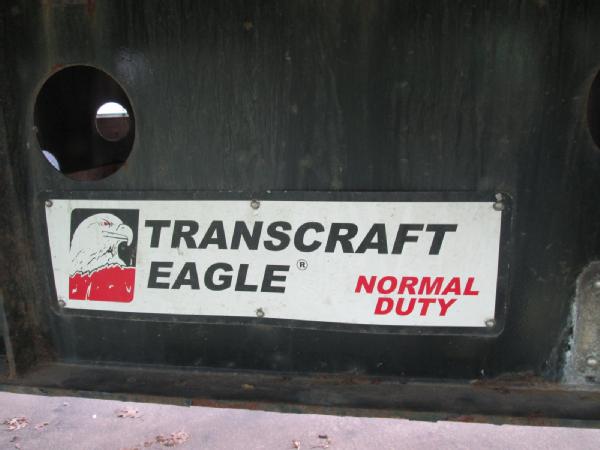 TRANSCRAFT
EAGLE ®
NORMAL
DUTY